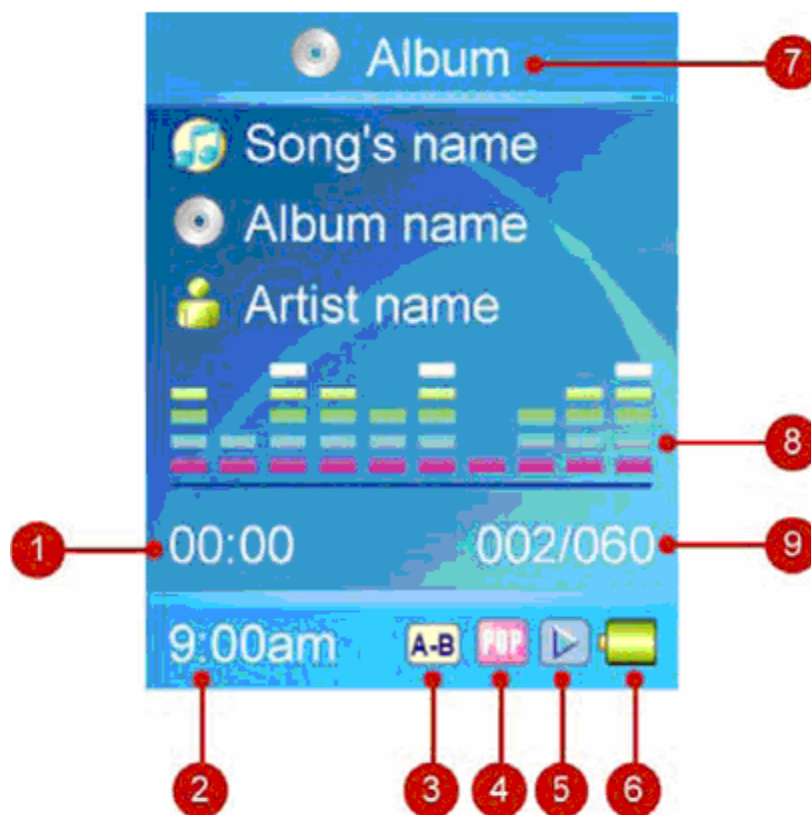 Album 7
Song's name
Album name
Artist name
8
1 00:00 002/060 9
9:00am A-B POP
2 3 4 5 6